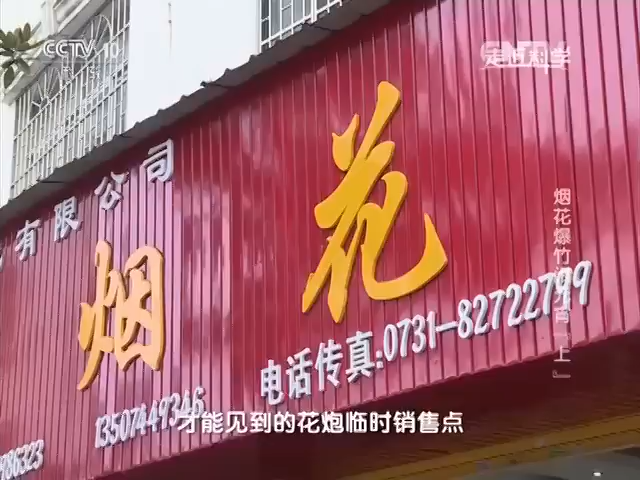 CCTV 10
走近科学
有限公司
烟花
电话传真:0731-82722799
13507449346
186323
烟花爆竹
上
才能见到的花炮临时销售点